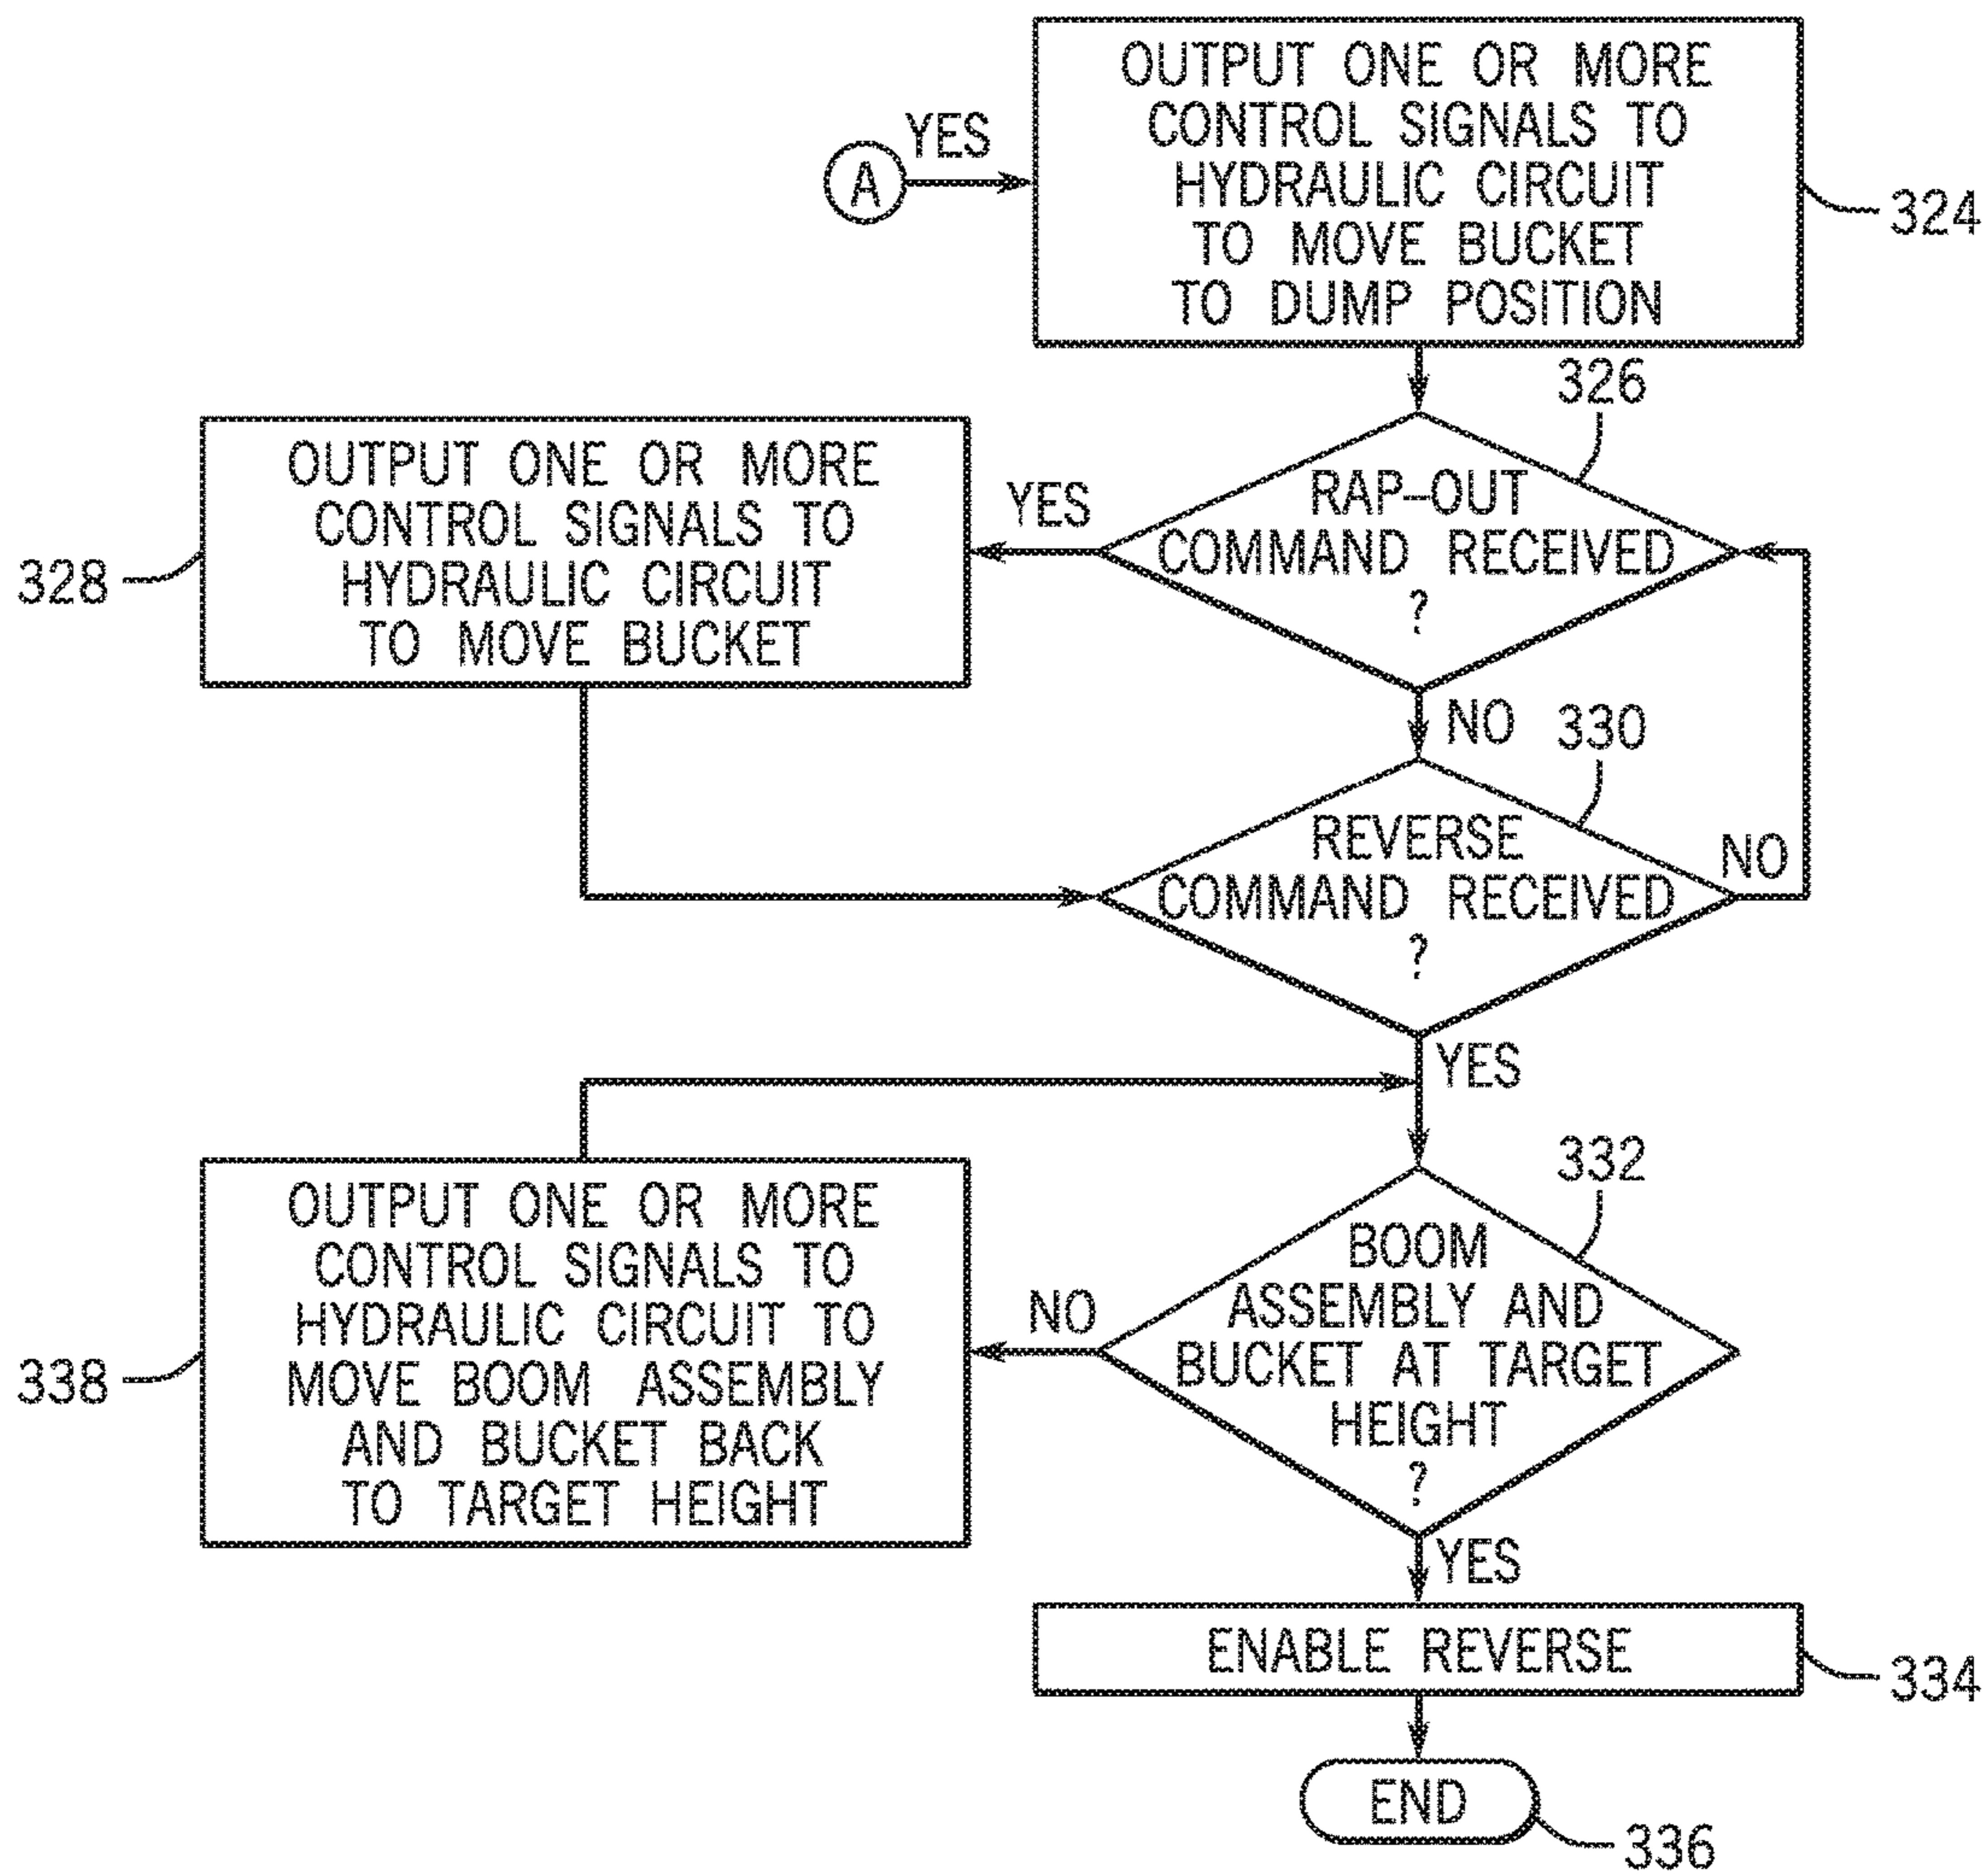 A
YES
OUTPUT ONE OR MORE
CONTROL SIGNALS TO
HYDRAULIC CIRCUIT
TO MOVE BUCKET
TO DUMP POSITION
324
326
RAP-OUT
COMMAND RECEIVED
?
YES
OUTPUT ONE OR MORE
CONTROL SIGNALS TO
HYDRAULIC CIRCUIT
TO MOVE BUCKET
328
NO
330
REVERSE
COMMAND RECEIVED
?
NO
YES
332
BOOM
ASSEMBLY AND
BUCKET AT TARGET
HEIGHT
?
NO
OUTPUT ONE OR MORE
CONTROL SIGNALS TO
HYDRAULIC CIRCUIT TO
MOVE BOOM ASSEMBLY
AND BUCKET BACK
TO TARGET HEIGHT
338
YES
ENABLE REVERSE
334
END
336